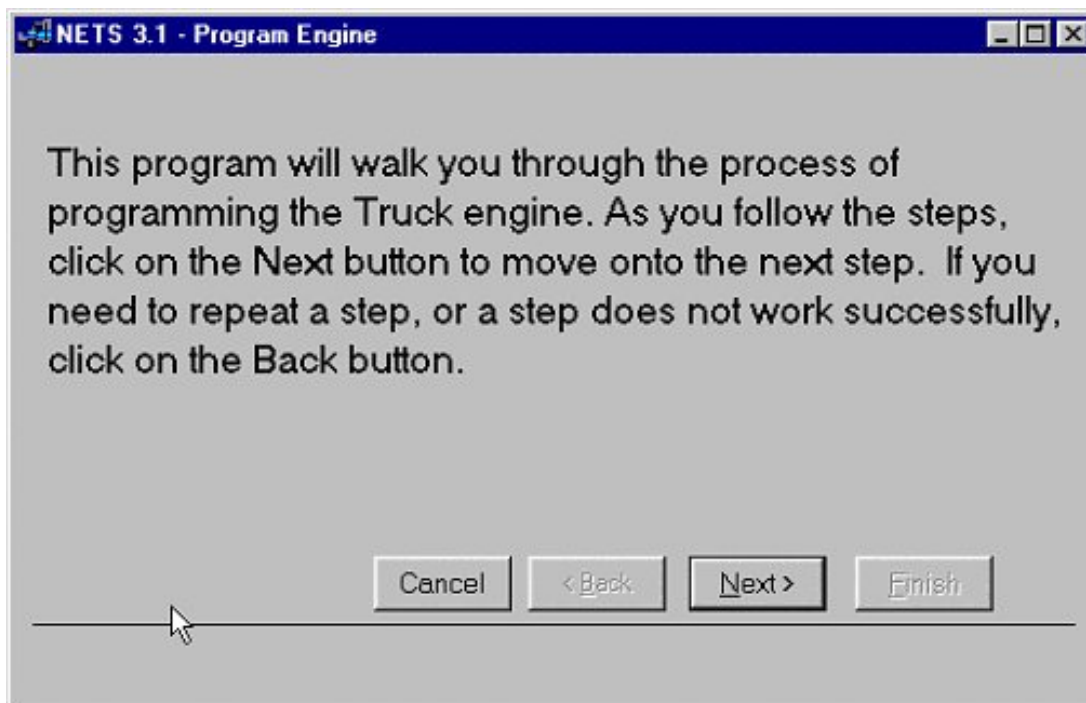 NETS 3.1 - Program Engine
This program will walk you through the process of
programming the Truck engine. As you follow the steps,
click on the Next button to move onto the next step.  If you
need to repeat a step, or a step does not work successfully,
click on the Back button.
Cancel < Back Next > Finish